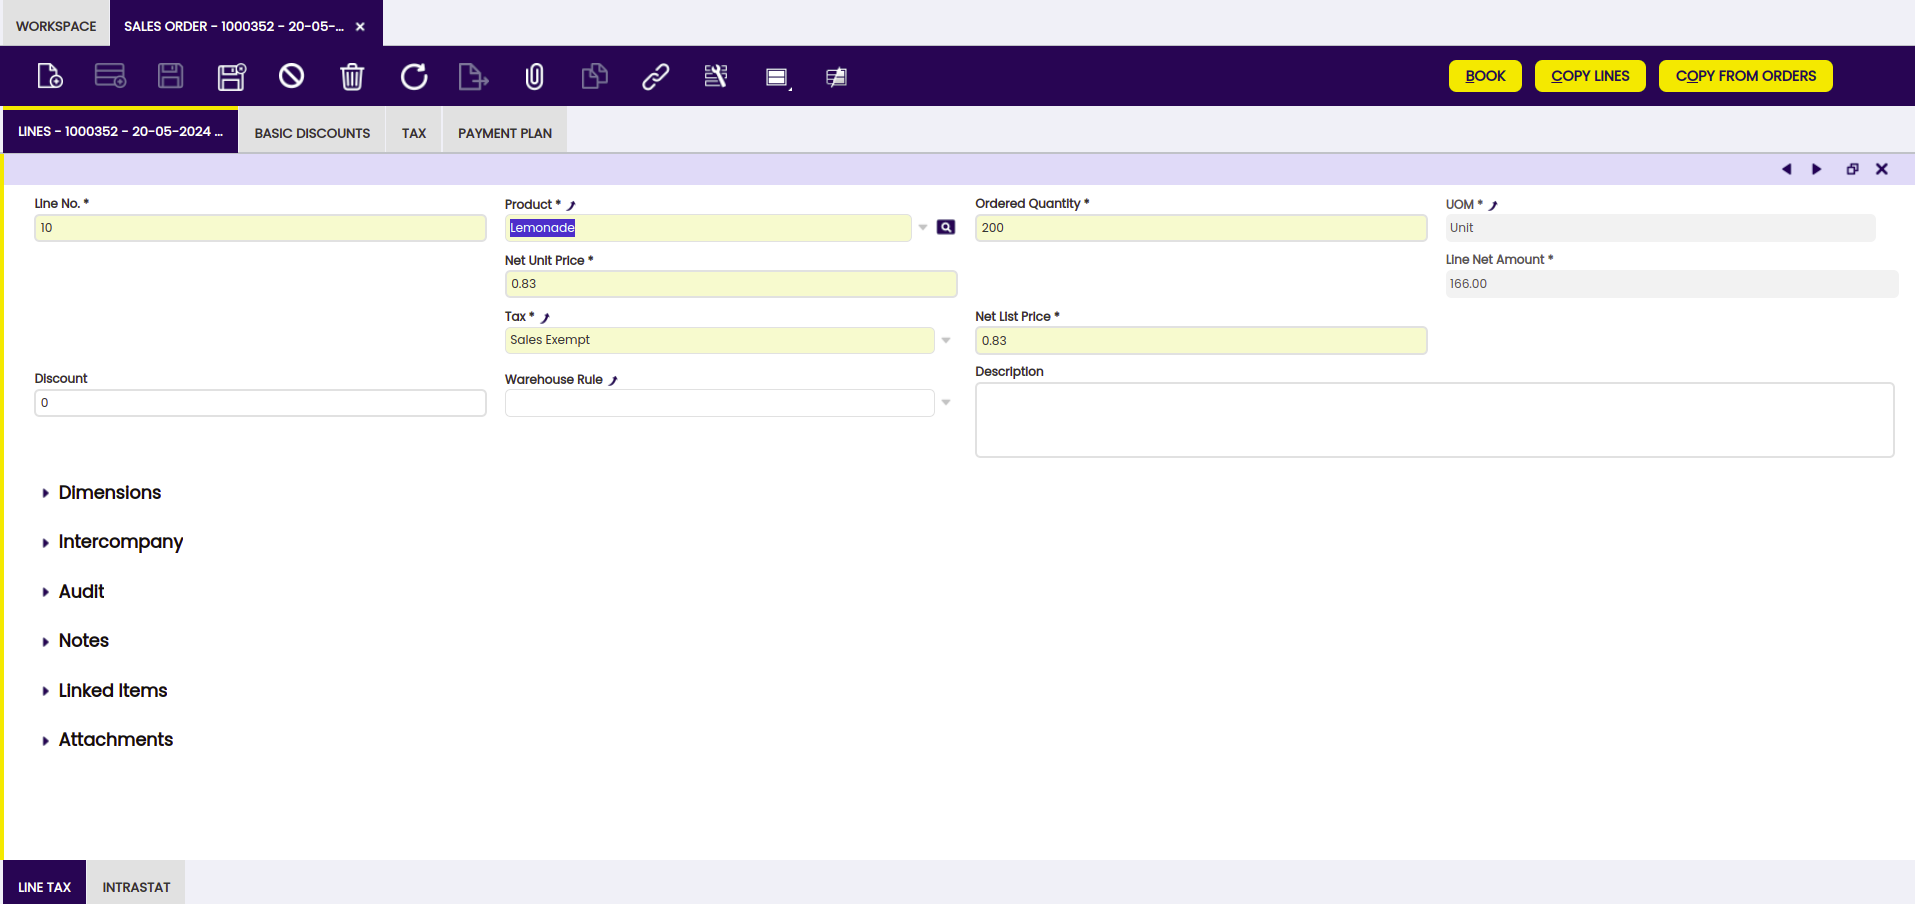 WORKSPACE
SALES ORDER - 1000352 - 20-05-...
BOOK
COPY LINES
COPY FROM ORDERS
LINES - 1000352 - 20-05-2024 ...
BASIC DISCOUNTS
TAX
PAYMENT PLAN
Line No. *
10
Product *
Lemonade
Ordered Quantity *
200
UOM *
Unit
Net Unit Price *
0.83
Line Net Amount *
166.00
Tax *
Sales Exempt
Net List Price *
0.83
Discount
0
Warehouse Rule
Description
Dimensions
Intercompany
Audit
Notes
Linked Items
Attachments
LINE TAX
INTRASTAT